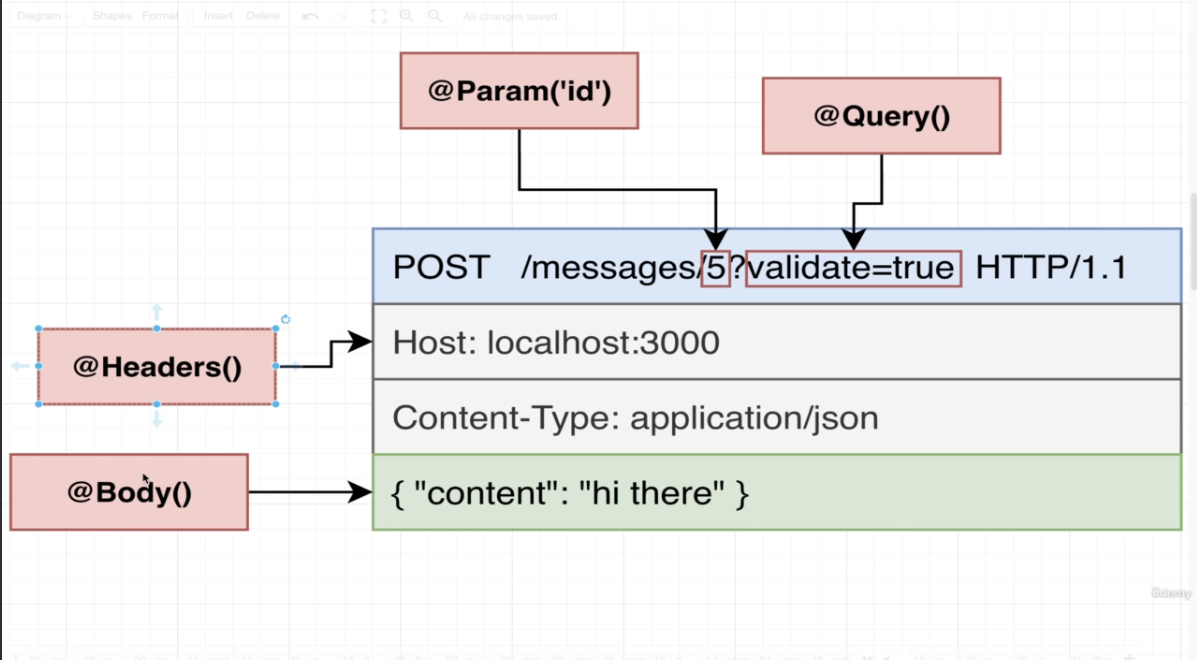 Diagram Shapes Format Insert Delete All changes saved
@Param('id')
@Query()
POST /messages/5?validate=true HTTP/1.1
@Headers()
Host: localhost:3000
Content-Type: application/json
@Body()
{ "content": "hi there" }
Udemy